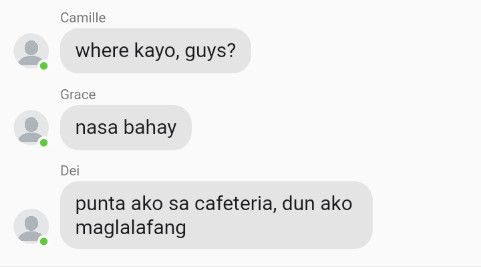 Camille
where kayo, guys?
Grace
nasa bahay
Dei
punta ako sa cafeteria, dun ako
maglalafang